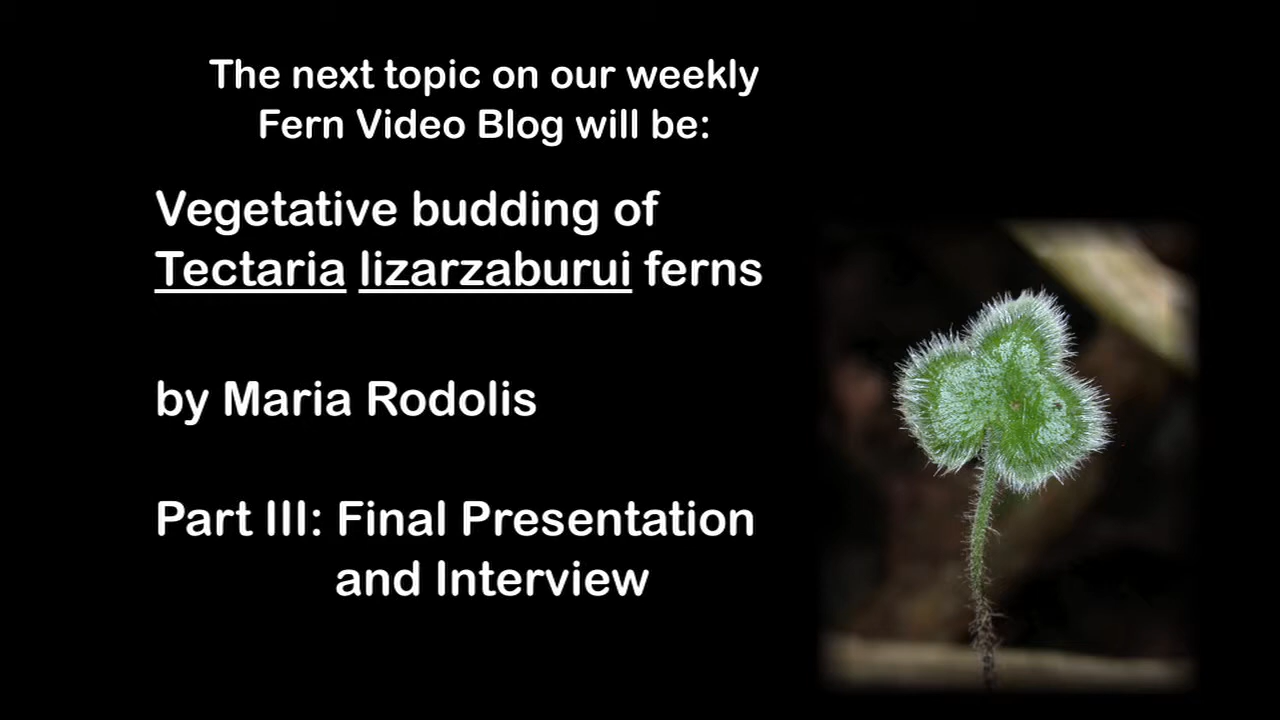 The next topic on our weekly
Fern Video Blog will be:
Vegetative budding of
Tectaria lizarzaburui ferns
by Maria Rodolis
Part III: Final Presentation
and Interview